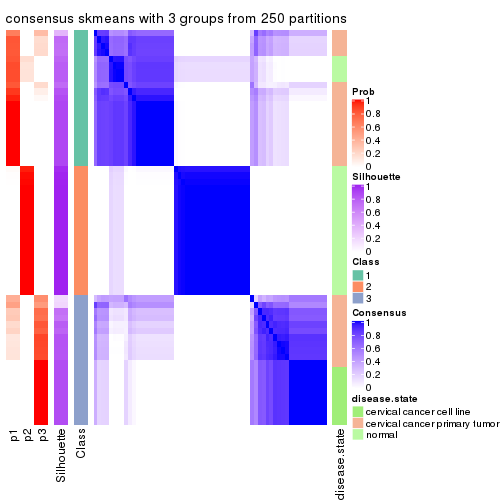 consensus skmeans with 3 groups from 250 partitions
Prob
1
0.8
0.6
0.4
0.2
0
Silhouette
1
0.8
0.6
0.4
0.2
0
Class
1
2
3
Consensus
1
0.8
0.6
0.4
0.2
0
disease.state
cervical cancer cell line
cervical cancer primary tumor
normal
p1
p2
p3
Silhouette
Class
disease.state